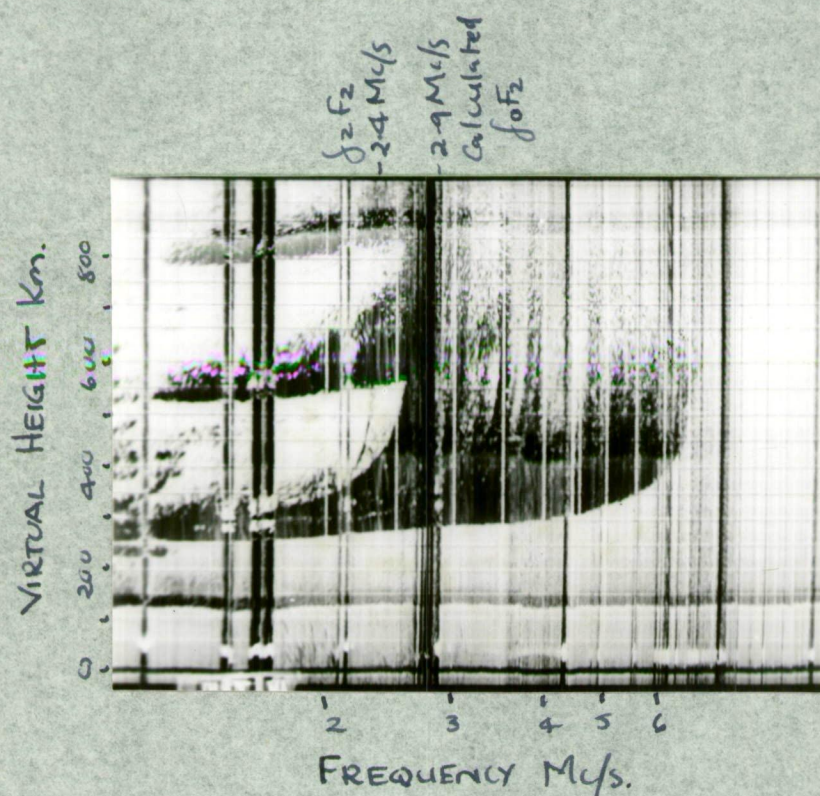 fzF2
-2.4 Mc/s
-2.9 Mc/s
Calculated
foF2
VIRTUAL HEIGHT Km.
800
600
400
200
0
2 3 4 5 6
FREQUENCY Mc/s.